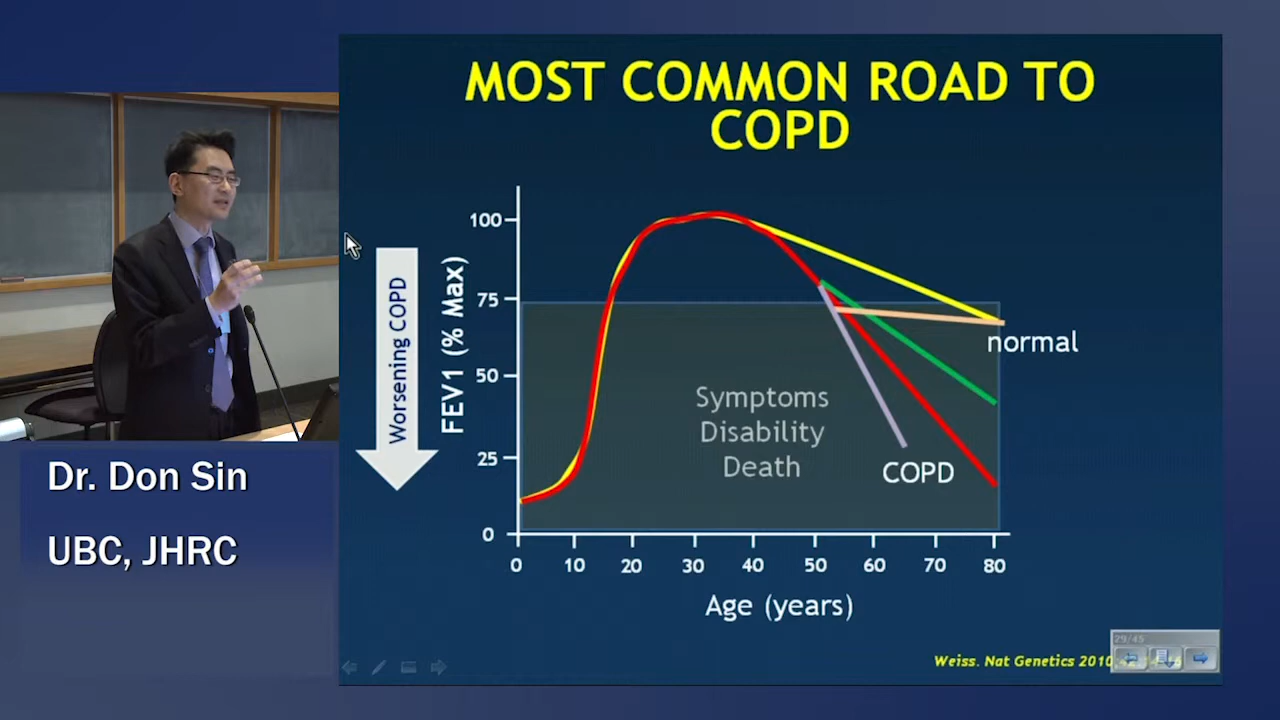 MOST COMMON ROAD TO
COPD
Worsening COPD
FEV1 (% Max)
100
75
50
25
0
normal
Symptoms
Disability
Death
COPD
0 10 20 30 40 50 60 70 80
Age (years)
Weiss. Nat Genetics 2010
29/45
Dr. Don Sin
UBC, JHRC